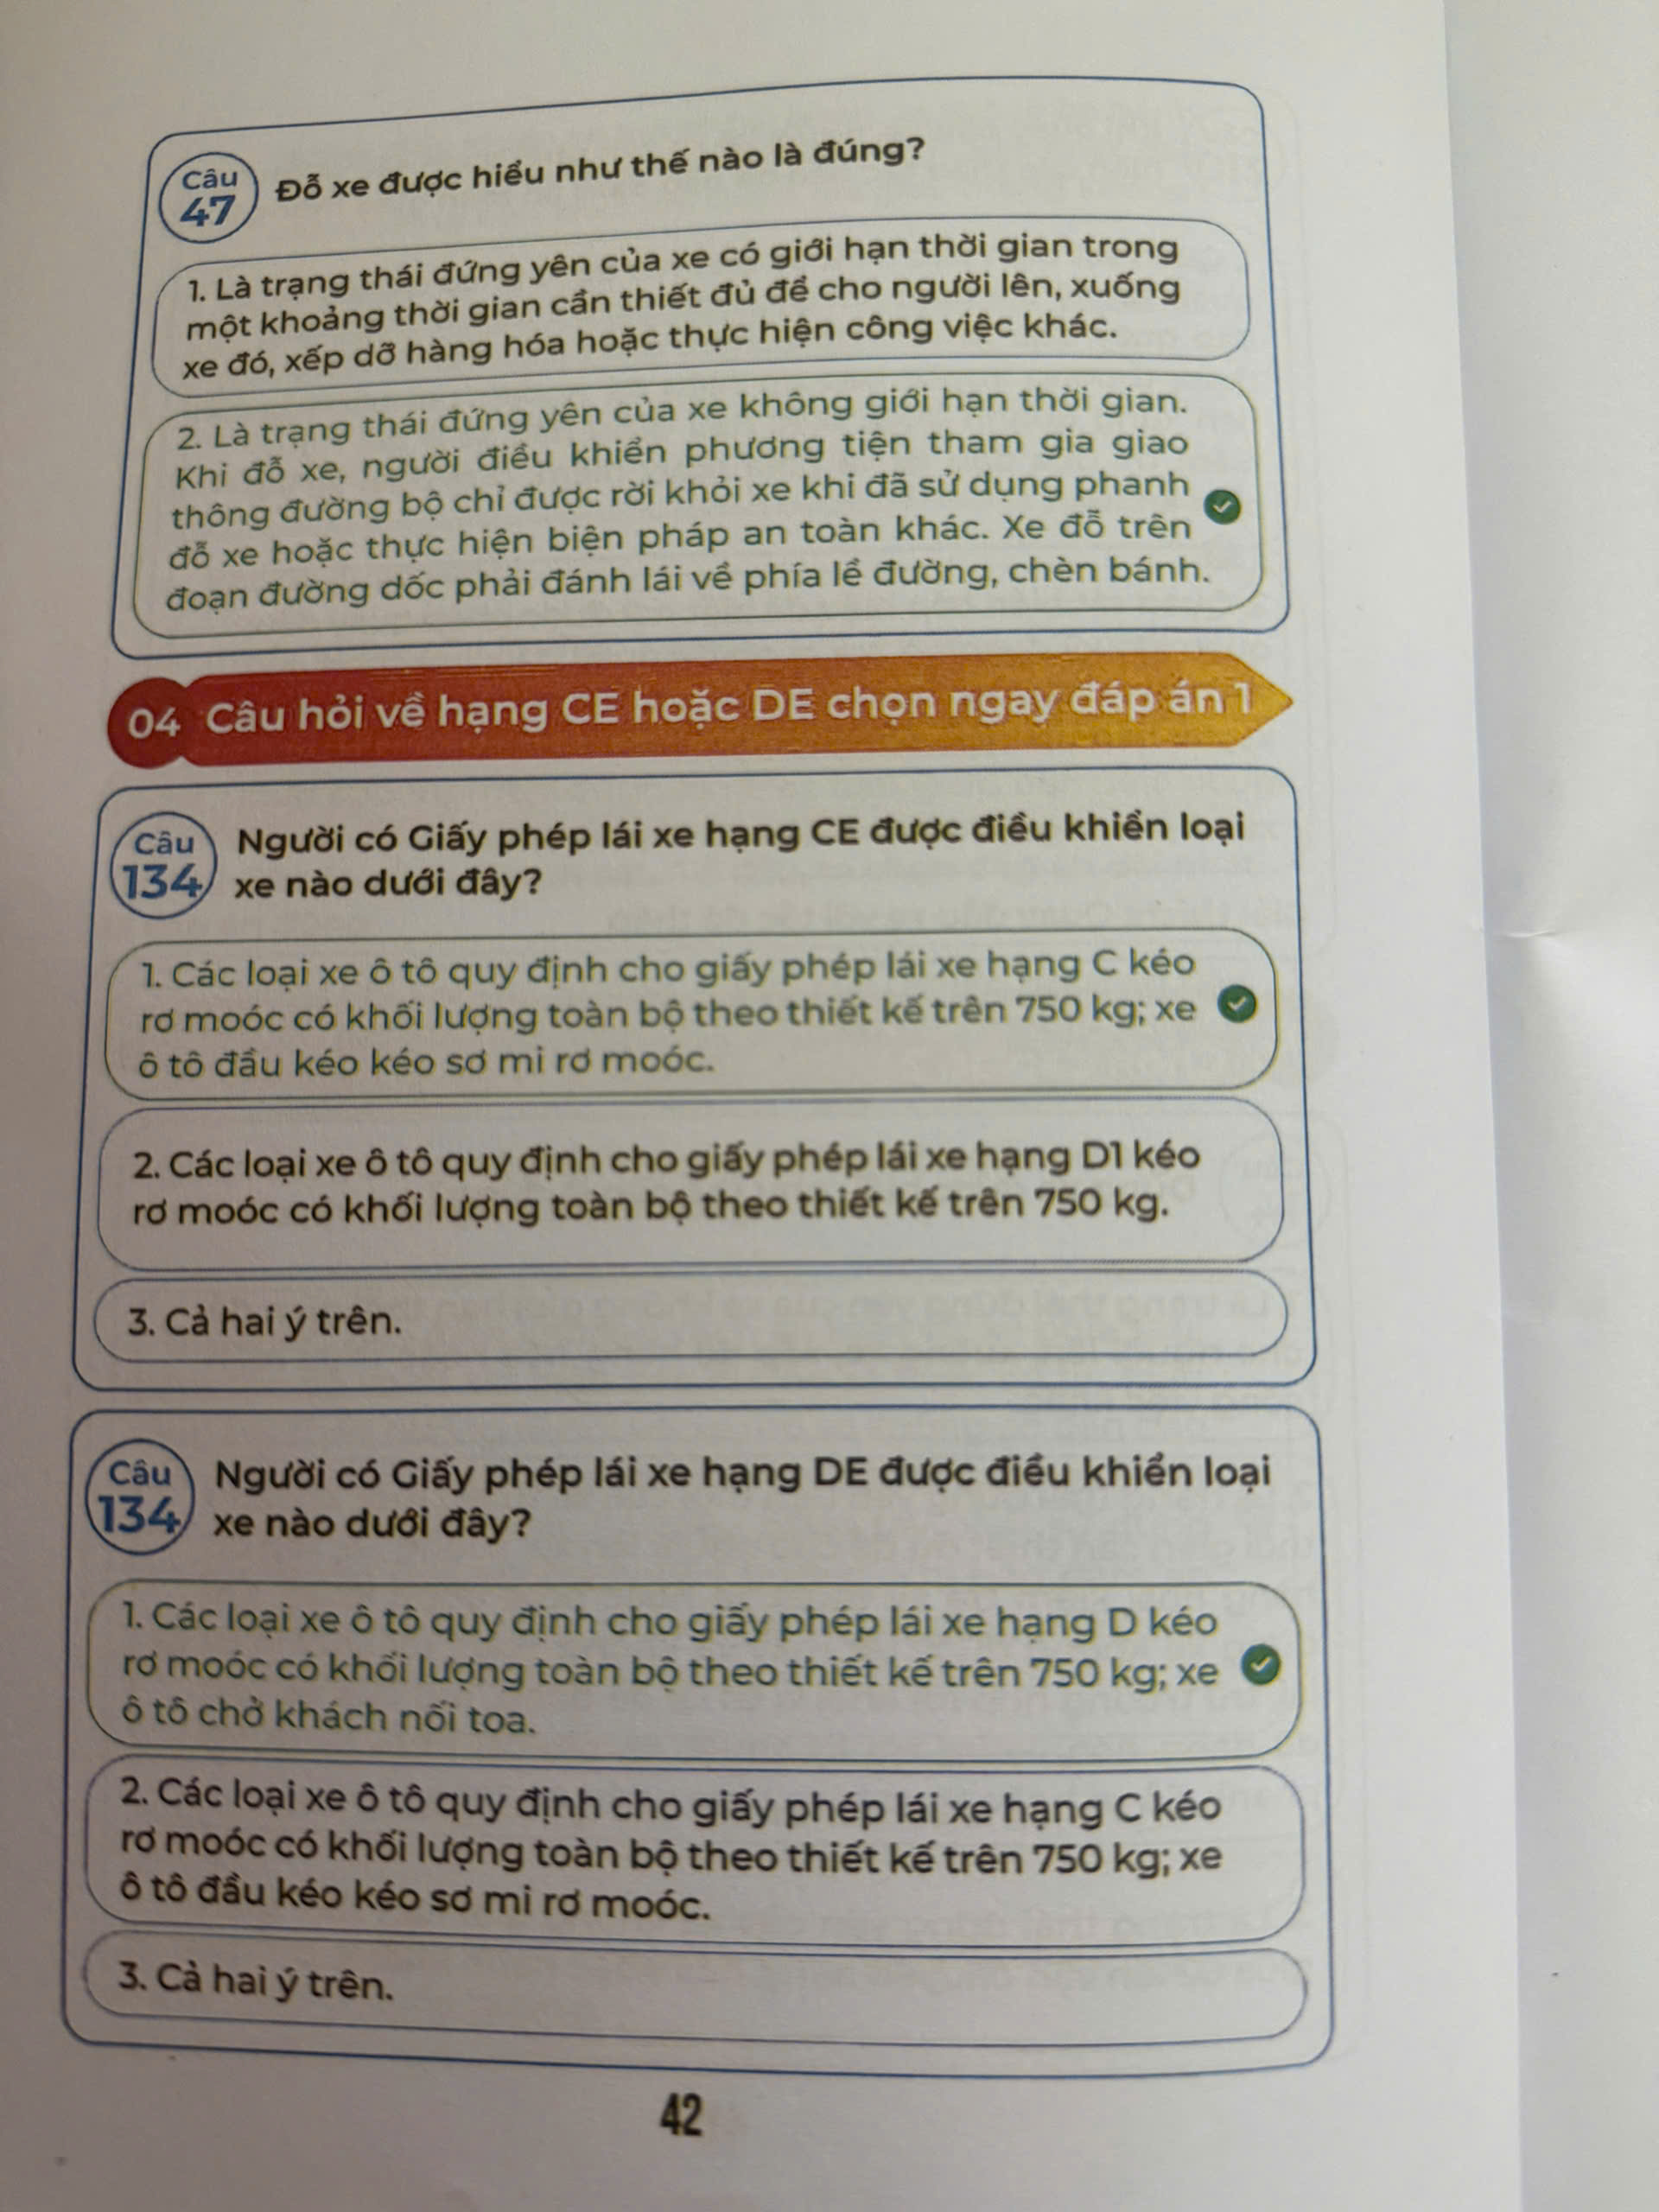 Câu 47 Đỗ xe được hiểu như thế nào là đúng?
1. Là trạng thái đứng yên của xe có giới hạn thời gian trong
một khoảng thời gian cần thiết đủ để cho người lên, xuống
xe đó, xếp dỡ hàng hóa hoặc thực hiện công việc khác.
2. Là trạng thái đứng yên của xe không giới hạn thời gian.
Khi đỗ xe, người điều khiển phương tiện tham gia giao
thông đường bộ chỉ được rời khỏi xe khi đã sử dụng phanh
đỗ xe hoặc thực hiện biện pháp an toàn khác. Xe đỗ trên
đoạn đường dốc phải đánh lái về phía lề đường, chèn bánh.
04 Câu hỏi về hạng CE hoặc DE chọn ngay đáp án 1
Câu 134 Người có Giấy phép lái xe hạng CE được điều khiển loại
xe nào dưới đây?
1. Các loại xe ô tô quy định cho giấy phép lái xe hạng C kéo
rơ moóc có khối lượng toàn bộ theo thiết kế trên 750 kg; xe
ô tô đầu kéo kéo sơ mi rơ moóc.
2. Các loại xe ô tô quy định cho giấy phép lái xe hạng D1 kéo
rơ moóc có khối lượng toàn bộ theo thiết kế trên 750 kg.
3. Cả hai ý trên.
Câu 134 Người có Giấy phép lái xe hạng DE được điều khiển loại
xe nào dưới đây?
1. Các loại xe ô tô quy định cho giấy phép lái xe hạng D kéo
rơ moóc có khối lượng toàn bộ theo thiết kế trên 750 kg; xe
ô tô chở khách nối toa.
2. Các loại xe ô tô quy định cho giấy phép lái xe hạng C kéo
rơ moóc có khối lượng toàn bộ theo thiết kế trên 750 kg; xe
ô tô đầu kéo kéo sơ mi rơ moóc.
3. Cả hai ý trên.
42